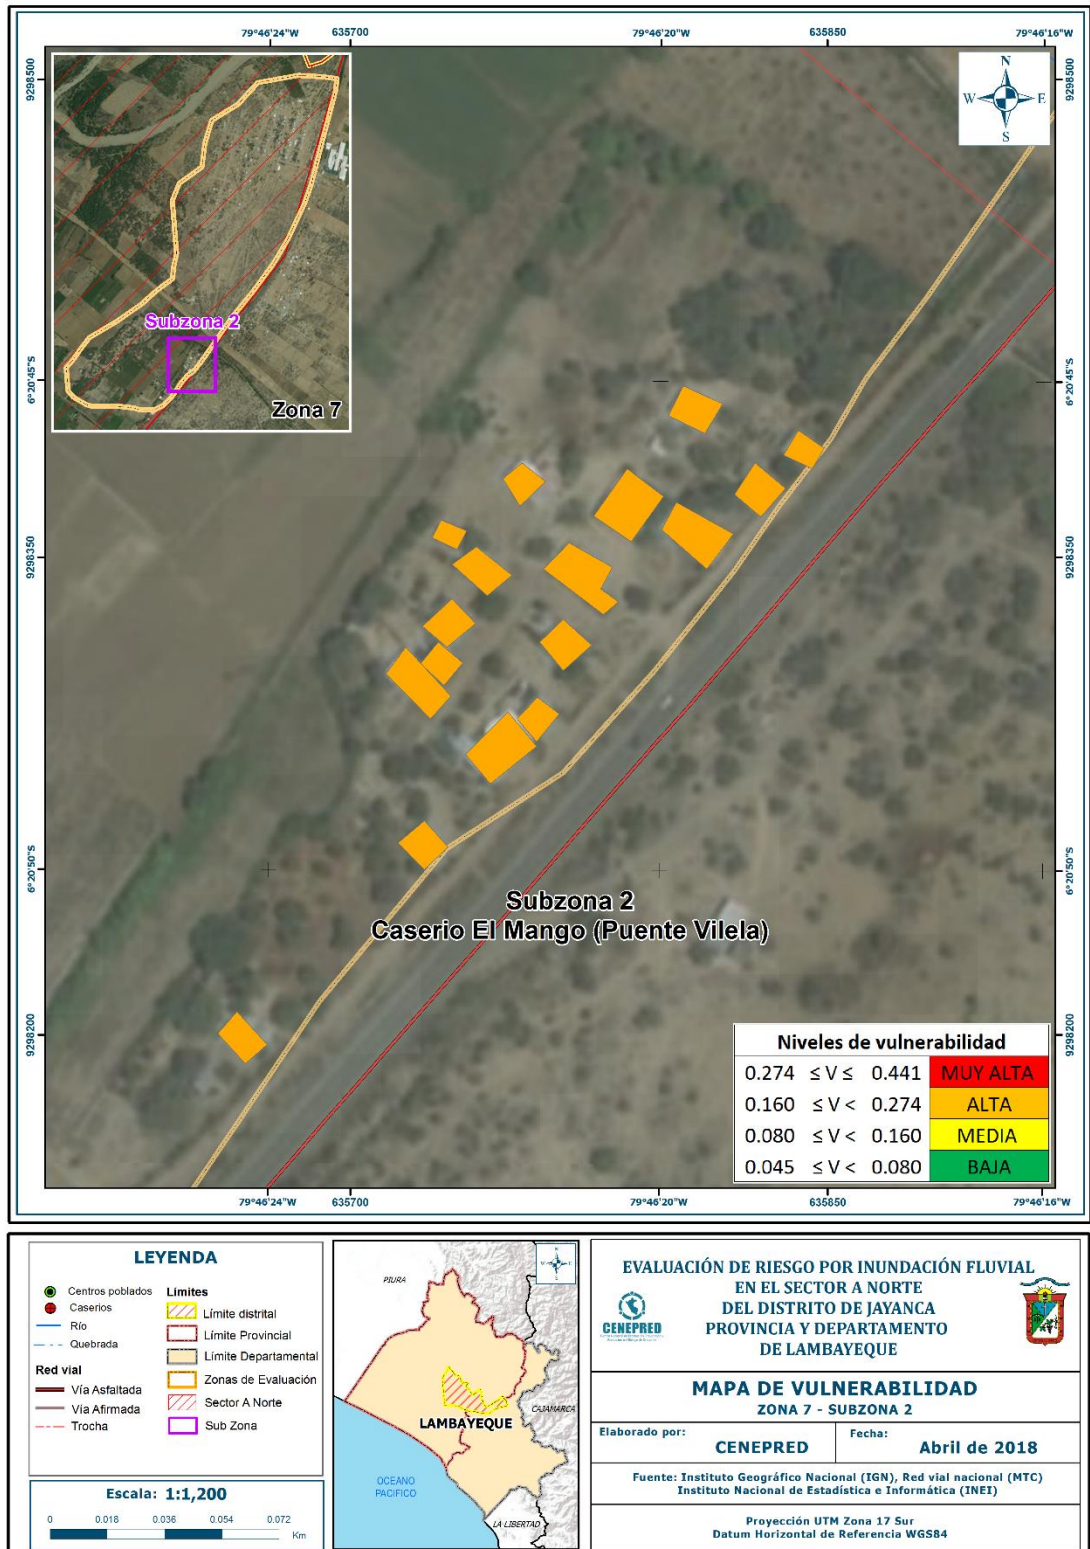 79°46'24"W
635700
79°46'20"W
635850
79°46'16"W
9298500
9298500
N
W
E
S
Subzona 2
Zona 7
6°20'45"S
6°20'45"S
9298350
9298350
6°20'50"S
6°20'50"S
Subzona 2
Caserio El Mango (Puente Vilela)
9298200
9298200
Niveles de vulnerabilidad
0.274 ≤ V ≤ 0.441 MUY ALTA
0.160 ≤ V < 0.274 ALTA
0.080 ≤ V < 0.160 MEDIA
0.045 ≤ V < 0.080 BAJA
79°46'24"W
635700
79°46'20"W
635850
79°46'16"W
LEYENDA
Centros poblados
Caserios
Río
Quebrada
Red vial
Vía Asfaltada
Vía Afirmada
Trocha
Límites
Límite distrital
Límite Provincial
Límite Departamental
Zonas de Evaluación
Sector A Norte
Sub Zona
Escala: 1:1,200
0 0.018 0.036 0.054 0.072
Km
PIURA
LAMBAYEQUE
CAJAMARCA
OCEANO
PACIFICO
LA LIBERTAD
EVALUACIÓN DE RIESGO POR INUNDACIÓN FLUVIAL
EN EL SECTOR A NORTE
DEL DISTRITO DE JAYANCA
PROVINCIA Y DEPARTAMENTO
DE LAMBAYEQUE
CENEPRED
MAPA DE VULNERABILIDAD
ZONA 7 - SUBZONA 2
Elaborado por:
CENEPRED
Fecha:
Abril de 2018
Fuente: Instituto Geográfico Nacional (IGN), Red vial nacional (MTC)
Instituto Nacional de Estadística e Informática (INEI)
Proyección UTM Zona 17 Sur
Datum Horizontal de Referencia WGS84